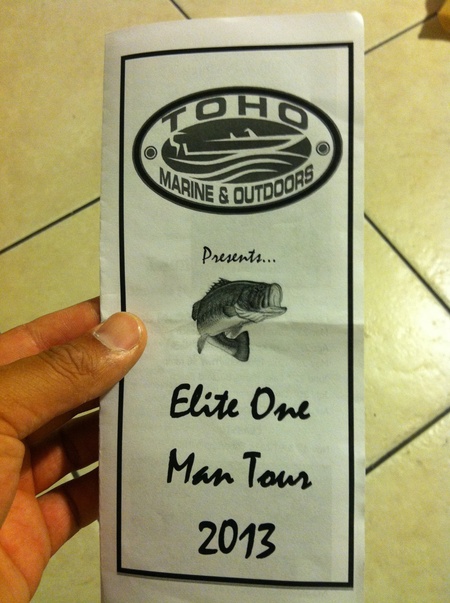 TOHO
MARINE & OUTDOORS
Presents...
Elite One
Man Tour
2013